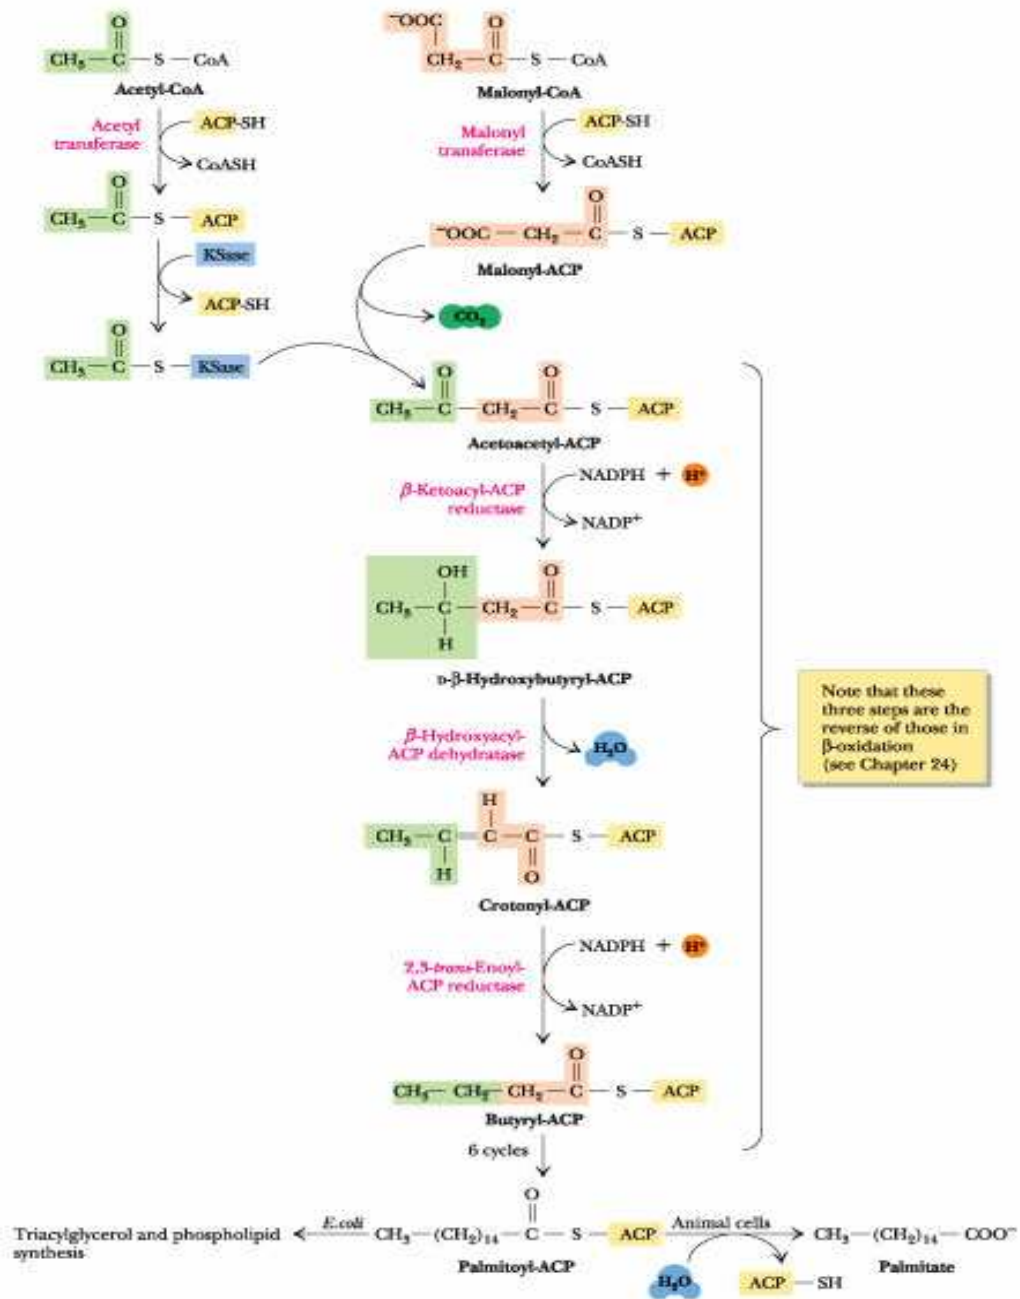 O
||
CH₃—C—S—CoA
Acetyl-CoA
Acetyl
transferase
ACP-SH
CoASH
O
||
CH₃—C—S—ACP
KSase
ACP-SH
O
||
CH₃—C—S—KSase
⁻OOC O
| ||
CH₂—C—S—CoA
Malonyl-CoA
Malonyl
transferase
ACP-SH
CoASH
O
||
⁻OOC—CH₂—C—S—ACP
Malonyl-ACP
CO₂
O O
|| ||
CH₃—C—CH₂—C—S—ACP
Acetoacetyl-ACP
β-Ketoacyl-ACP
reductase
NADPH + H⁺
NADP⁺
OH O
| ||
CH₃—C—CH₂—C—S—ACP
|
H
D-β-Hydroxybutyryl-ACP
β-Hydroxyacyl-
ACP dehydratase
H₂O
H
|
CH₃—C=C—C—S—ACP
| ||
H O
Crotonyl-ACP
2,3-trans-Enoyl-
ACP reductase
NADPH + H⁺
NADP⁺
O
||
CH₃—CH₂—CH₂—C—S—ACP
Butyryl-ACP
6 cycles
Note that these
three steps are the
reverse of those in
β-oxidation
(see Chapter 24)
O
||
CH₃—(CH₂)₁₄—C—S—ACP
Palmitoyl-ACP
E.coli
Triacylglycerol and phospholipid
synthesis
Animal cells
H₂O
ACP—SH
CH₃—(CH₂)₁₄—COO⁻
Palmitate